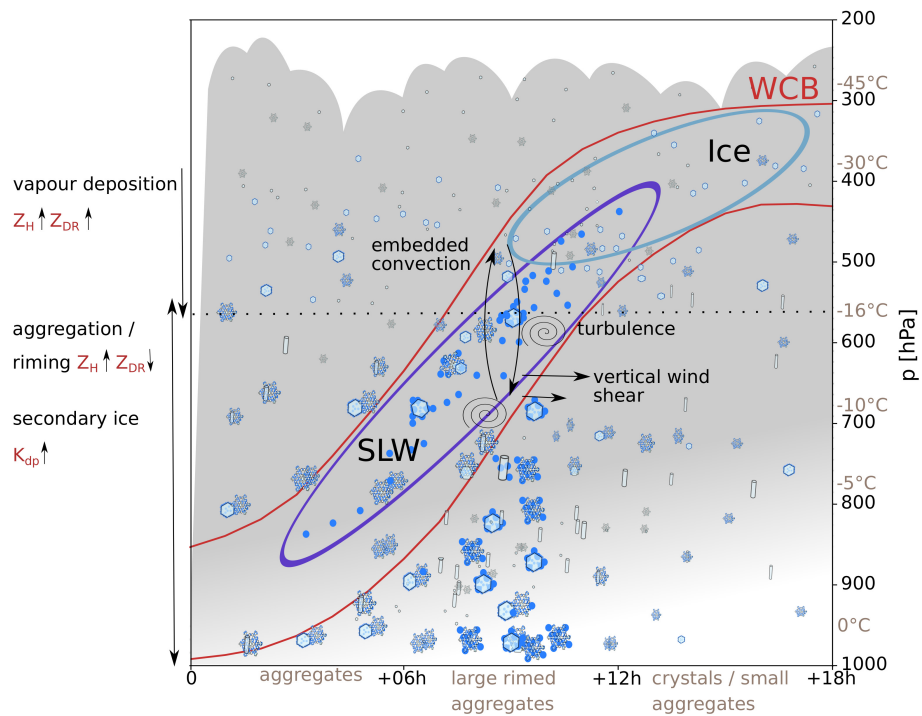 200
-45°C
WCB
300
Ice
-30°C
vapour deposition
400
Z_H Z_DR
embedded
convection
500
-16°C
aggregation /
turbulence
600
riming Z_H Z_DR
p [hPa]
vertical wind
shear
-10°C
secondary ice
700
SLW
K_dp
-5°C
800
900
0°C
1000
0
aggregates
+06h
large rimed
aggregates
+12h
crystals / small
aggregates
+18h